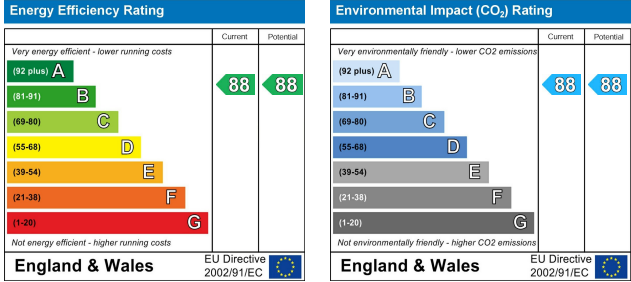 Energy Efficiency Rating
Current Potential
Very energy efficient - lower running costs
(92 plus) A
(81-91) B
88 88
(69-80) C
(55-68) D
(39-54) E
(21-38) F
(1-20) G
Not energy efficient - higher running costs
England & Wales
EU Directive
2002/91/EC
Environmental Impact (CO2) Rating
Current Potential
Very environmentally friendly - lower CO2 emissions
(92 plus) A
(81-91) B
88 88
(69-80) C
(55-68) D
(39-54) E
(21-38) F
(1-20) G
Not environmentally friendly - higher CO2 emissions
England & Wales
EU Directive
2002/91/EC